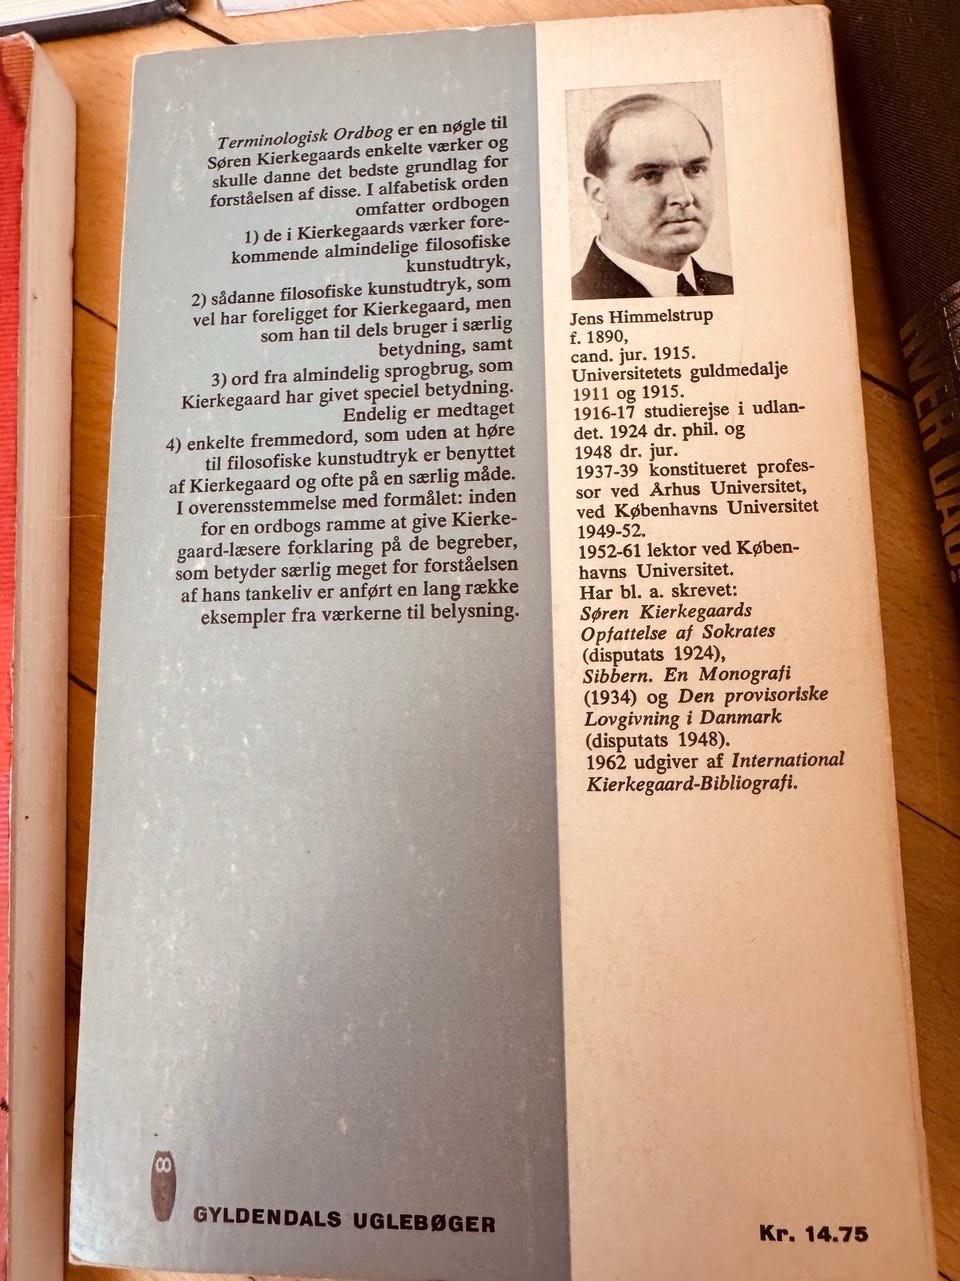 Terminologisk Ordbog er en nøgle til
Søren Kierkegaards enkelte værker og
skulle danne det bedste grundlag for
forståelsen af disse. I alfabetisk orden
omfatter ordbogen
1) de i Kierkegaards værker fore-
kommende almindelige filosofiske
kunstudtryk,
2) sådanne filosofiske kunstudtryk, som
vel har foreligget for Kierkegaard, men
som han til dels bruger i særlig
betydning, samt
3) ord fra almindelig sprogbrug, som
Kierkegaard har givet speciel betydning.
Endelig er medtaget
4) enkelte fremmedord, som uden at høre
til filosofiske kunstudtryk er benyttet
af Kierkegaard og ofte på en særlig måde.
I overensstemmelse med formålet: inden
for en ordbogs ramme at give Kierke-
gaard-læsere forklaring på de begreber,
som betyder særlig meget for forståelsen
af hans tankeliv er anført en lang række
eksempler fra værkerne til belysning.
Jens Himmelstrup
f. 1890,
cand. jur. 1915.
Universitetets guldmedalje
1911 og 1915.
1916-17 studierejse i udlan-
det. 1924 dr. phil. og
1948 dr. jur.
1937-39 konstitueret profes-
sor ved Århus Universitet,
ved Københavns Universitet
1949-52.
1952-61 lektor ved Køben-
havns Universitet.
Har bl. a. skrevet:
Søren Kierkegaards
Opfattelse af Sokrates
(disputats 1924),
Sibbern. En Monografi
(1934) og Den provisoriske
Lovgivning i Danmark
(disputats 1948).
1962 udgiver af International
Kierkegaard-Bibliografi.
GYLDENDALS UGLEBØGER
Kr. 14.75